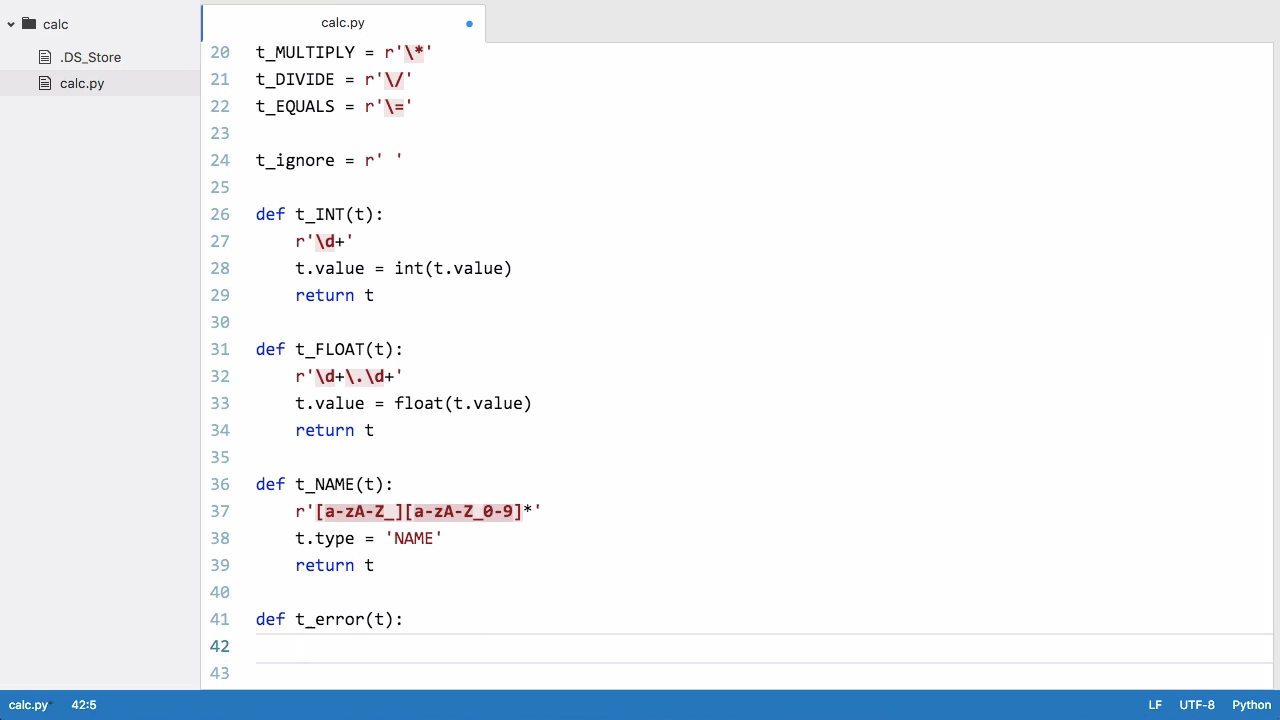 calc
.DS_Store
calc.py
calc.py
20 t_MULTIPLY = r'\*'
21 t_DIVIDE = r'\/'
22 t_EQUALS = r'\='
23
24 t_ignore = r' '
25
26 def t_INT(t):
27     r'\d+'
28     t.value = int(t.value)
29     return t
30
31 def t_FLOAT(t):
32     r'\d+\.\d+'
33     t.value = float(t.value)
34     return t
35
36 def t_NAME(t):
37     r'[a-zA-Z_][a-zA-Z_0-9]*'
38     t.type = 'NAME'
39     return t
40
41 def t_error(t):
42
43
calc.py* 42:5 LF UTF-8 Python